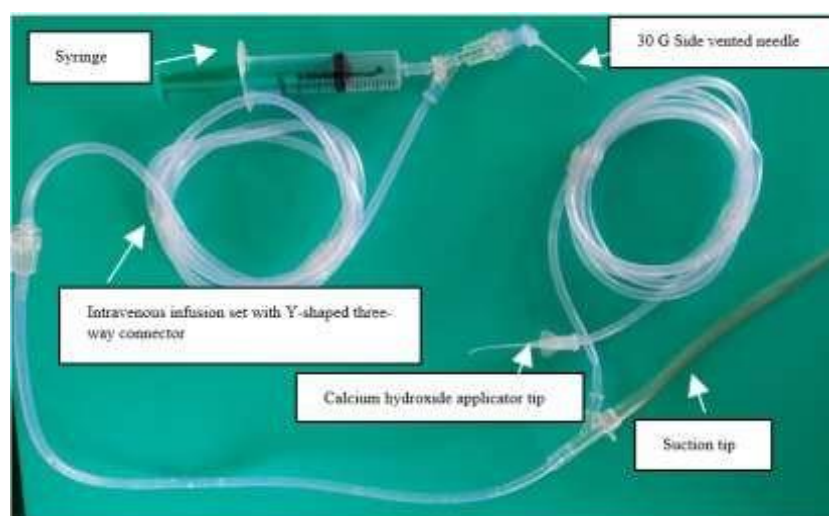 Syringe
30 G Side vented needle
Intravenous infusion set with Y-shaped three-
way connector
Calcium hydroxide applicator tip
Suction tip